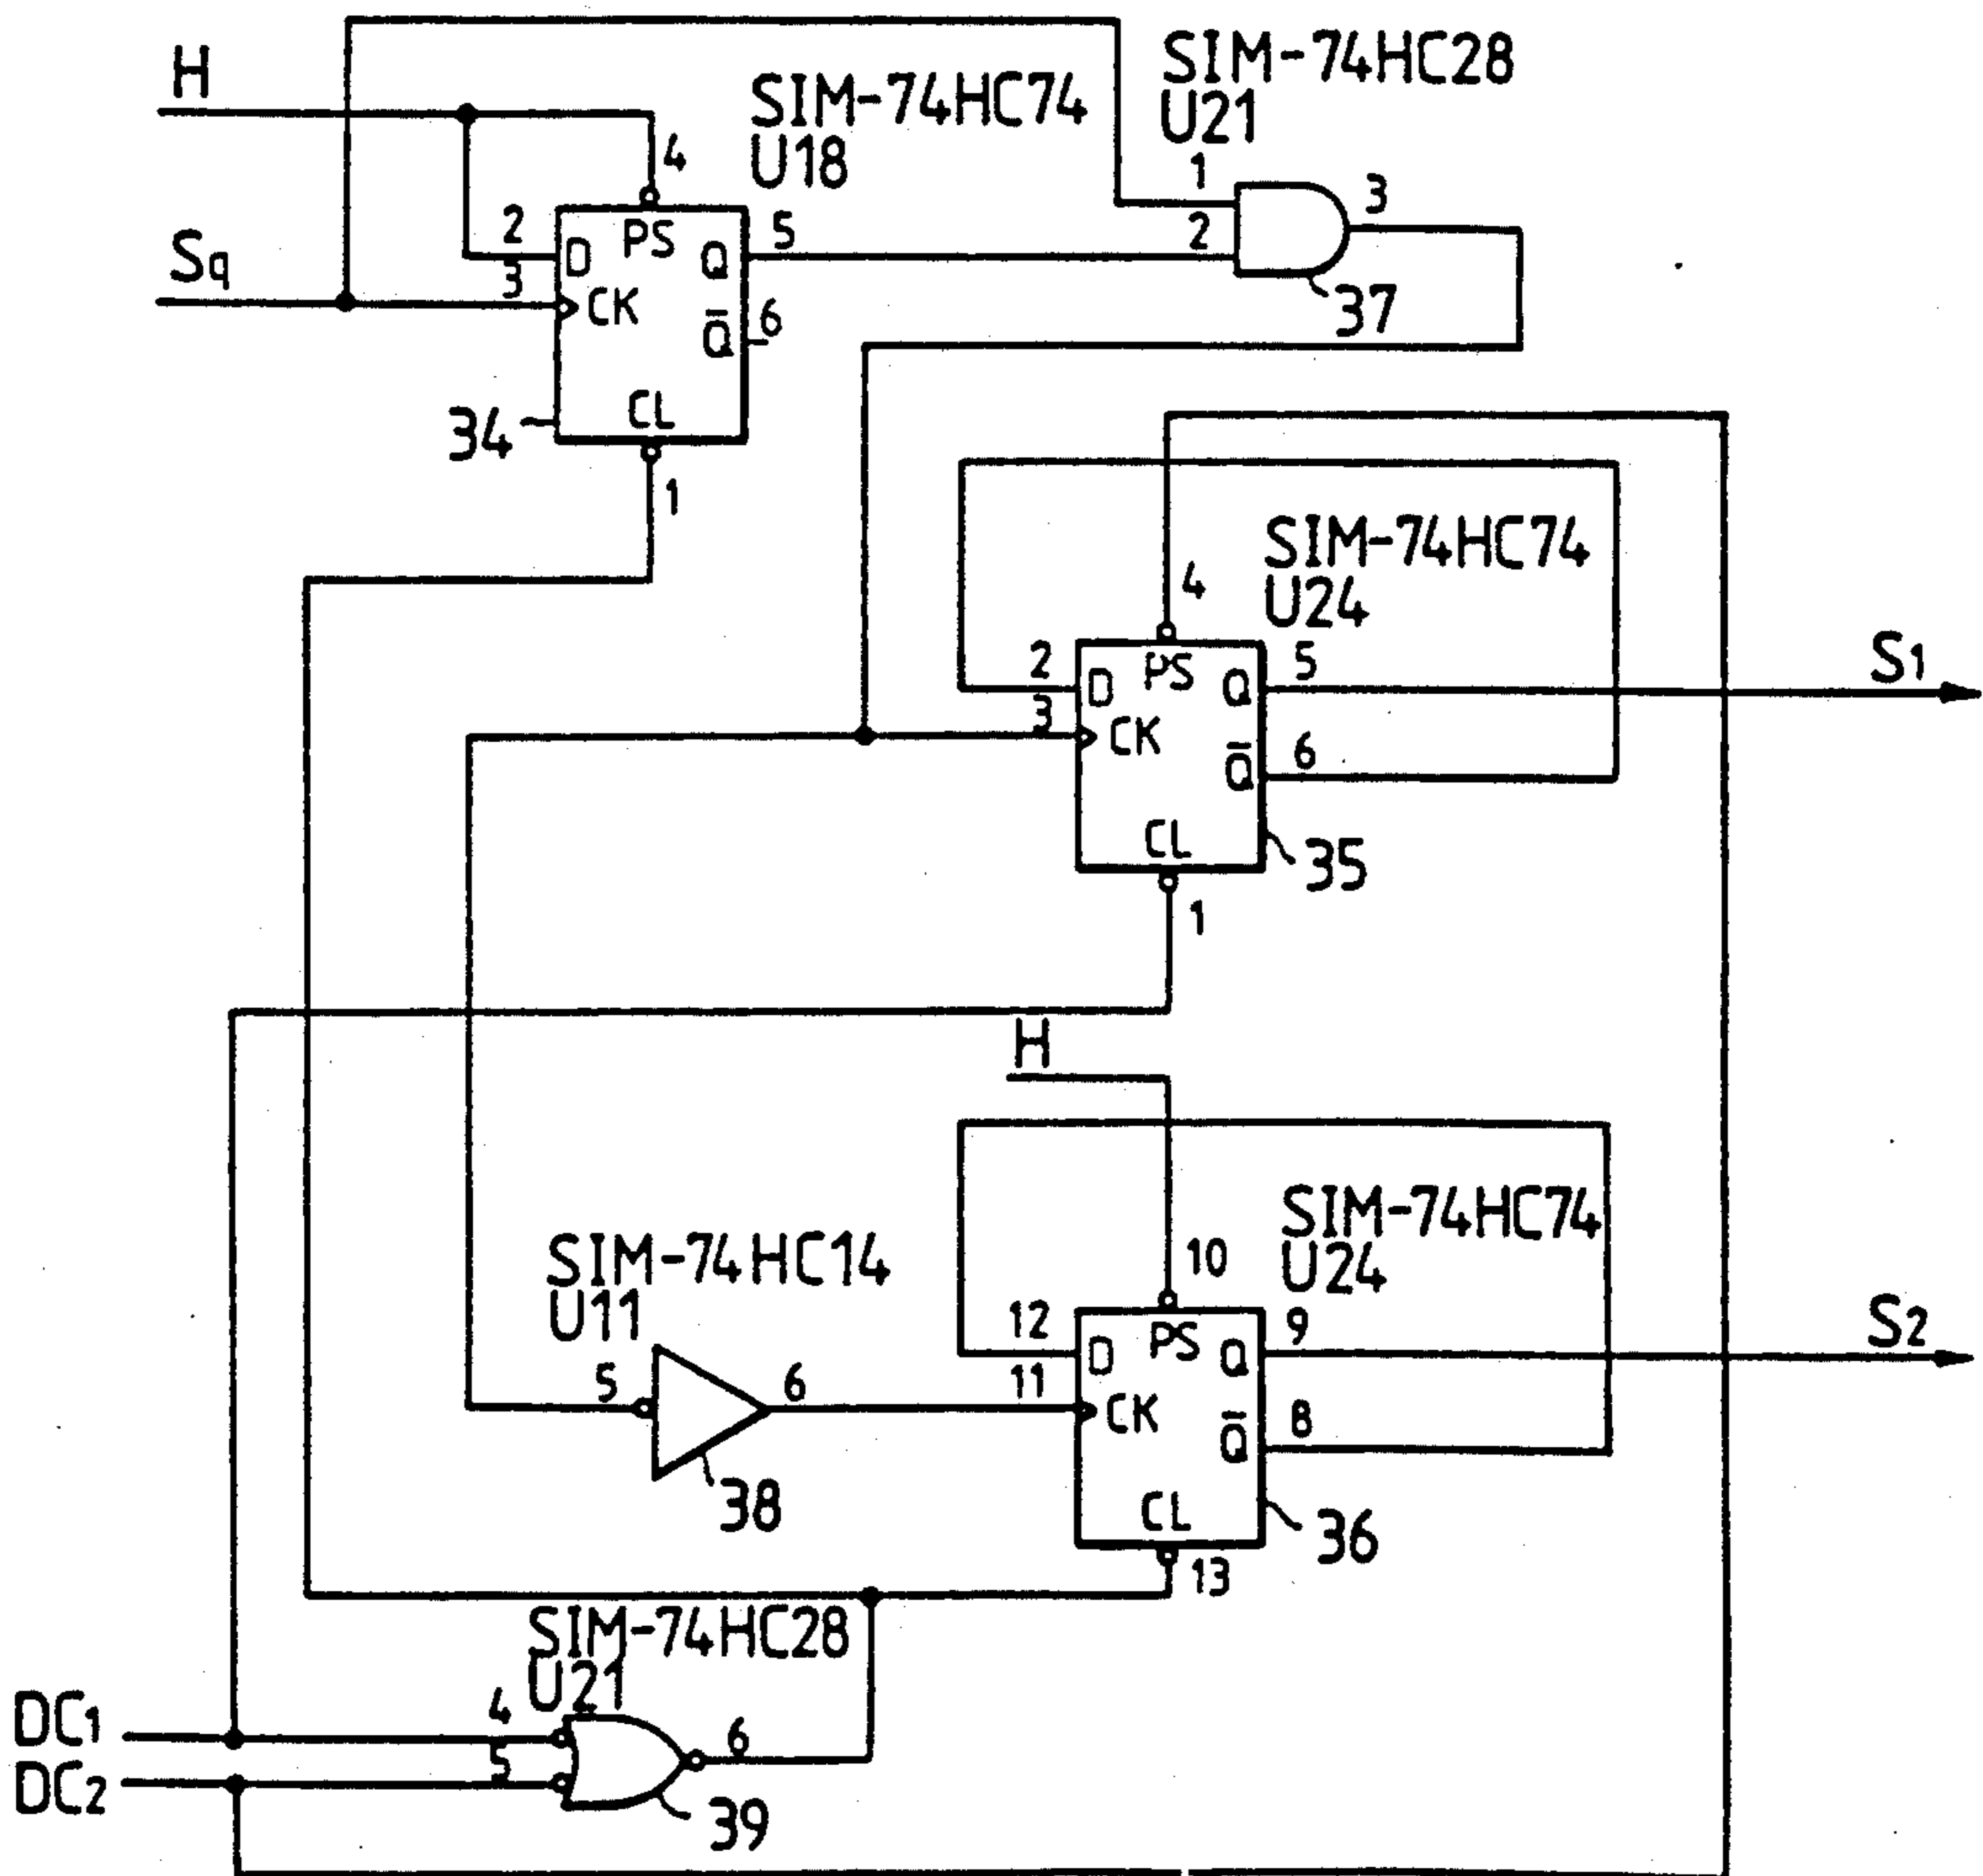 H
SIM-74HC28
U21
SIM-74HC74
U18
4
1
3
2
PS
5
2
D
Q
Sq
3
CK
6
Q̄
37
CL
34
1
SIM-74HC74
U24
4
2
PS
5
S1
D
Q
3
CK
6
Q̄
CL
35
1
H
SIM-74HC74
U24
10
SIM-74HC14
U11
12
PS
9
S2
D
Q
5
6
11
CK
8
Q̄
38
CL
36
13
SIM-74HC28
U21
DC1
4
6
DC2
5
39